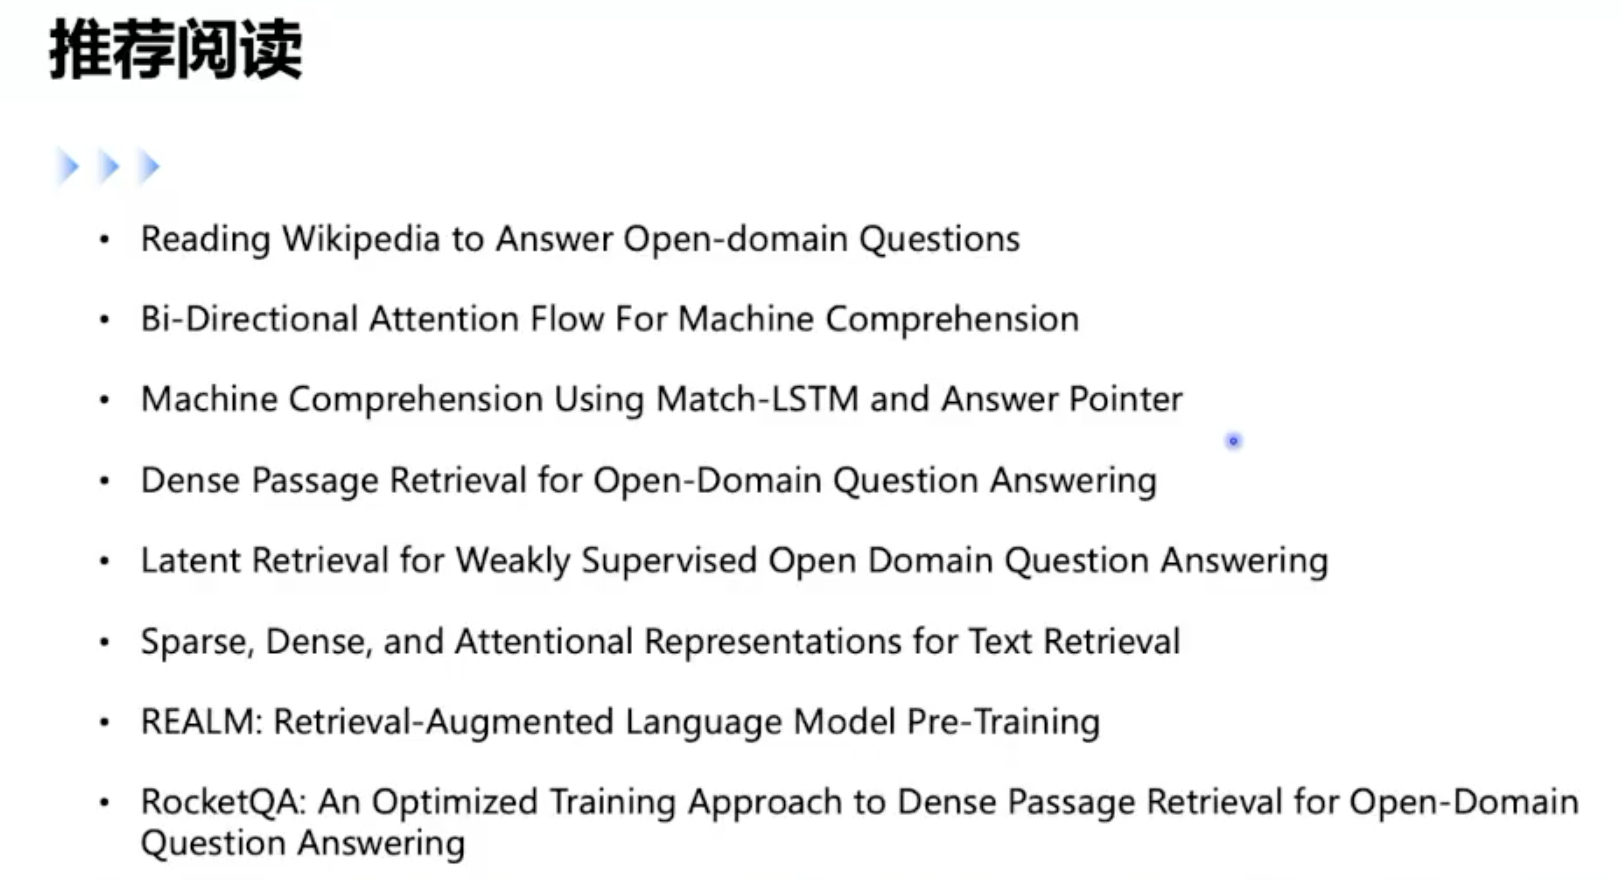 推荐阅读
• Reading Wikipedia to Answer Open-domain Questions
• Bi-Directional Attention Flow For Machine Comprehension
• Machine Comprehension Using Match-LSTM and Answer Pointer
• Dense Passage Retrieval for Open-Domain Question Answering
• Latent Retrieval for Weakly Supervised Open Domain Question Answering
• Sparse, Dense, and Attentional Representations for Text Retrieval
• REALM: Retrieval-Augmented Language Model Pre-Training
• RocketQA: An Optimized Training Approach to Dense Passage Retrieval for Open-Domain
Question Answering